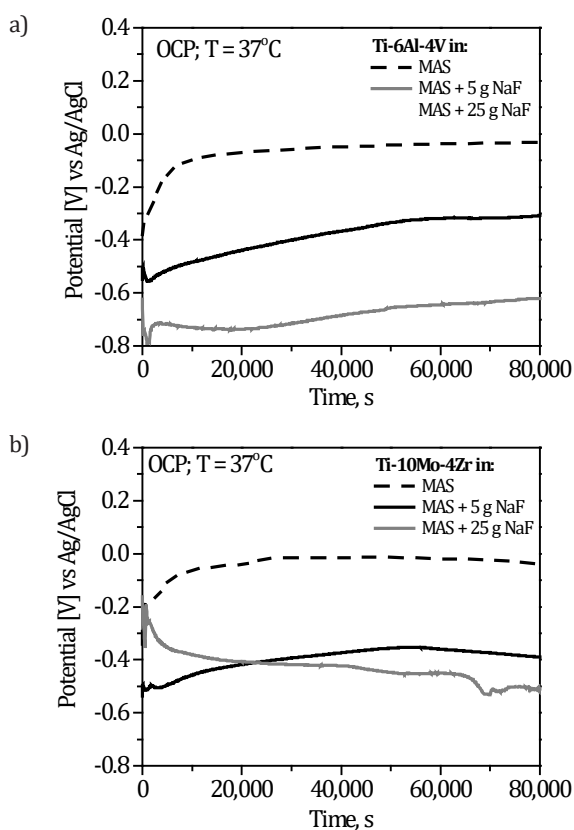 a)
0.4
0.2
0.0
-0.2
-0.4
-0.6
-0.8
Potential [V] vs Ag/AgCl
OCP; T = 37°C
Ti-6Al-4V in:
MAS
MAS + 5 g NaF
MAS + 25 g NaF
0 20,000 40,000 60,000 80,000
Time, s
b)
0.4
0.2
0.0
-0.2
-0.4
-0.6
-0.8
Potential [V] vs Ag/AgCl
OCP; T = 37°C
Ti-10Mo-4Zr in:
MAS
MAS + 5 g NaF
MAS + 25 g NaF
0 20,000 40,000 60,000 80,000
Time, s